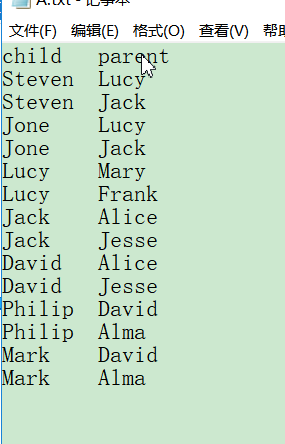 A.txt - 记事本
文件(F) 编辑(E) 格式(O) 查看(V) 帮助
child parent
Steven Lucy
Steven Jack
Jone Lucy
Jone Jack
Lucy Mary
Lucy Frank
Jack Alice
Jack Jesse
David Alice
David Jesse
Philip David
Philip Alma
Mark David
Mark Alma